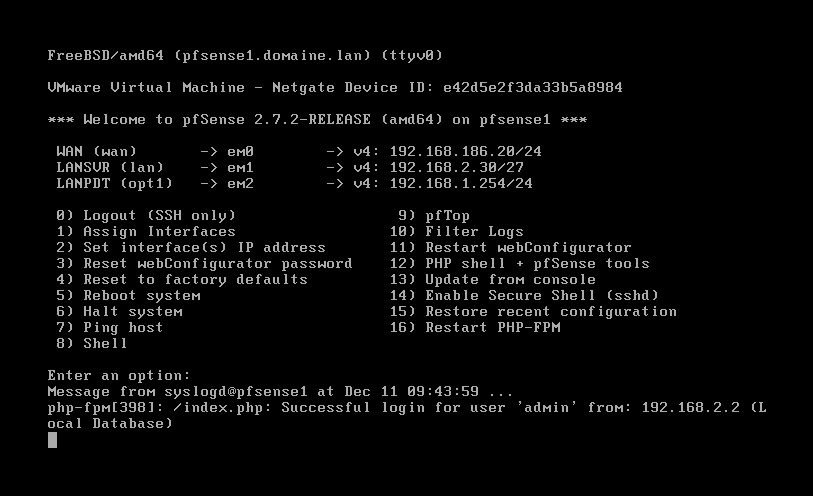 FreeBSD/amd64 (pfsense1.domaine.lan) (ttyv0)
VMware Virtual Machine - Netgate Device ID: e42d5e2f3da33b5a8984
*** Welcome to pfSense 2.7.2-RELEASE (amd64) on pfsense1 ***
WAN (wan) -> em0 -> v4: 192.168.186.20/24
LANSVR (lan) -> em1 -> v4: 192.168.2.30/27
LANPDT (opt1) -> em2 -> v4: 192.168.1.254/24
0) Logout (SSH only) 9) pfTop
1) Assign Interfaces 10) Filter Logs
2) Set interface(s) IP address 11) Restart webConfigurator
3) Reset webConfigurator password 12) PHP shell + pfSense tools
4) Reset to factory defaults 13) Update from console
5) Reboot system 14) Enable Secure Shell (sshd)
6) Halt system 15) Restore recent configuration
7) Ping host 16) Restart PHP-FPM
8) Shell
Enter an option:
Message from syslogd@pfsense1 at Dec 11 09:43:59 ...
php-fpm[398]: /index.php: Successful login for user 'admin' from: 192.168.2.2 (L
ocal Database)